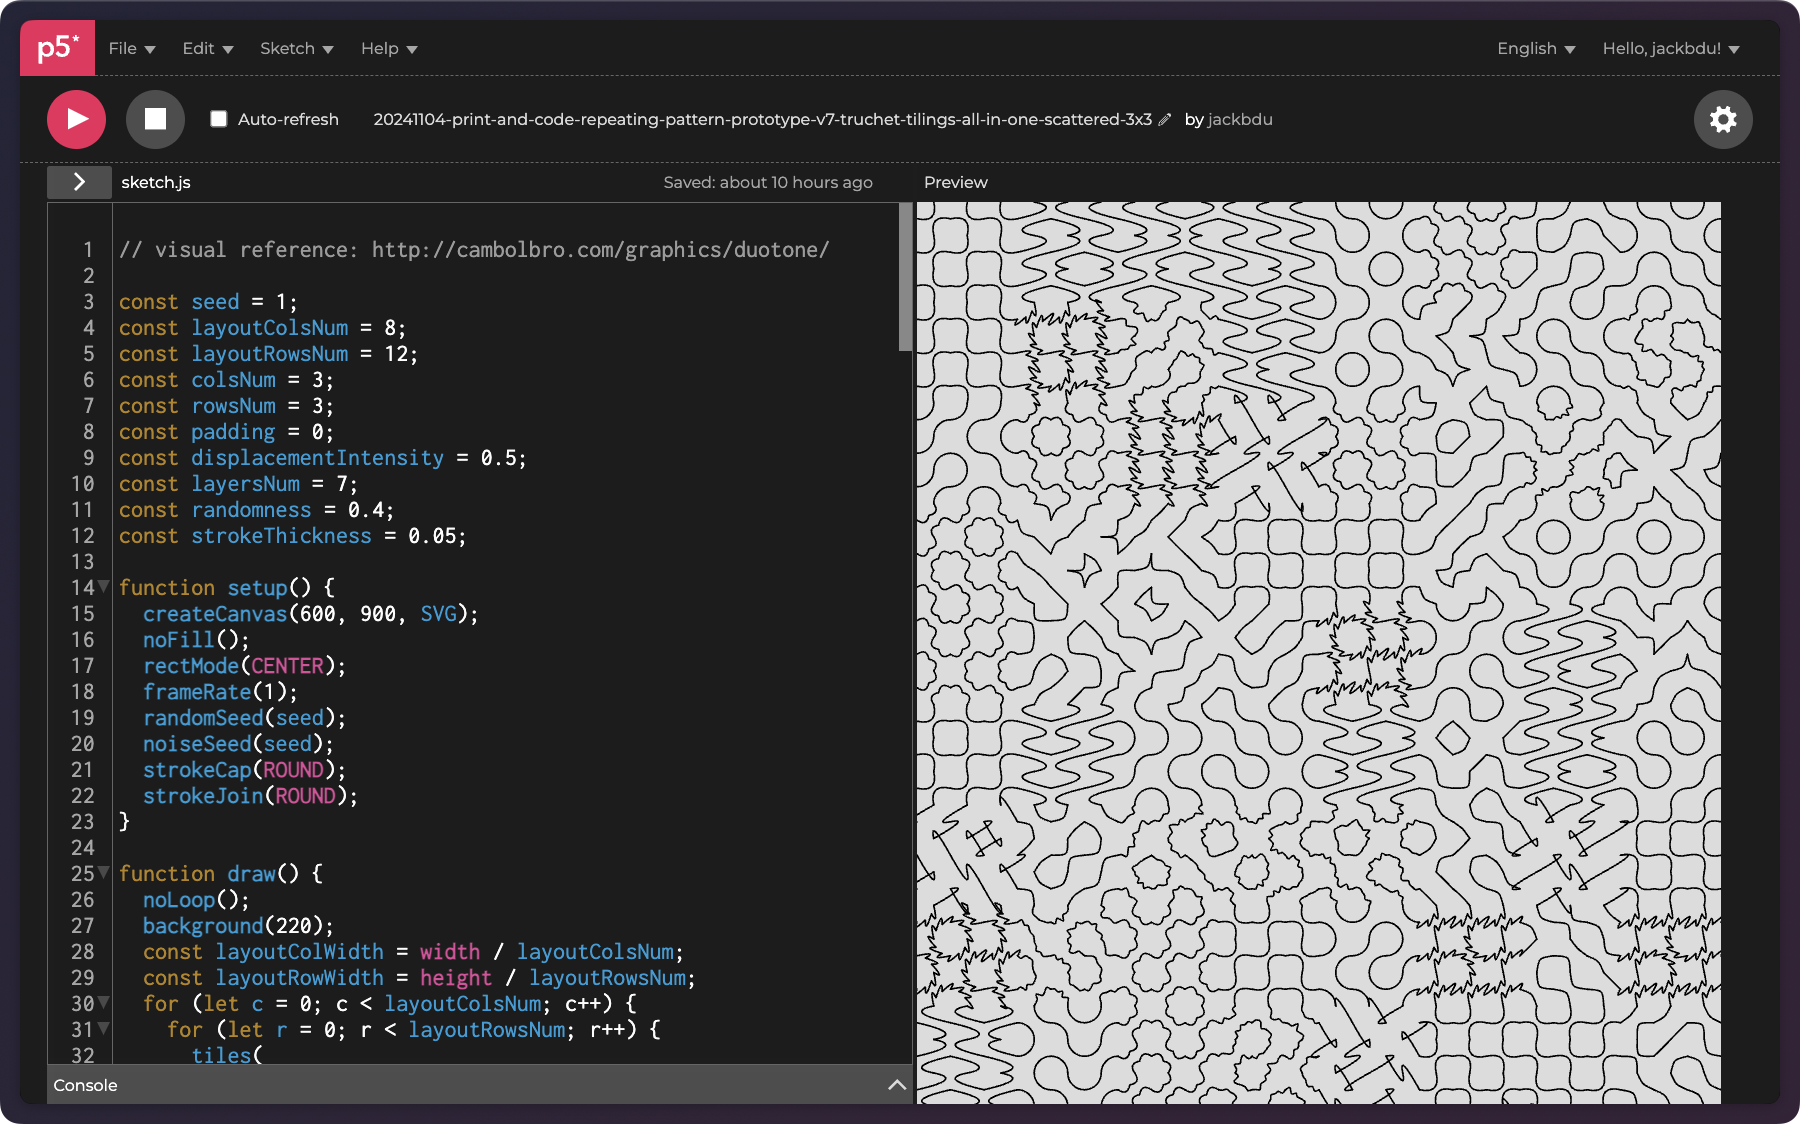 p5*
File
Edit
Sketch
Help
English
Hello, jackbdu!
Auto-refresh
20241104-print-and-code-repeating-pattern-prototype-v7-truchet-tilings-all-in-one-scattered-3x3
by jackbdu
sketch.js
Saved: about 10 hours ago
Preview
1 // visual reference: http://cambolbro.com/graphics/duotone/
2
3 const seed = 1;
4 const layoutColsNum = 8;
5 const layoutRowsNum = 12;
6 const colsNum = 3;
7 const rowsNum = 3;
8 const padding = 0;
9 const displacementIntensity = 0.5;
10 const layersNum = 7;
11 const randomness = 0.4;
12 const strokeThickness = 0.05;
13
14 function setup() {
15   createCanvas(600, 900, SVG);
16   noFill();
17   rectMode(CENTER);
18   frameRate(1);
19   randomSeed(seed);
20   noiseSeed(seed);
21   strokeCap(ROUND);
22   strokeJoin(ROUND);
23 }
24
25 function draw() {
26   noLoop();
27   background(220);
28   const layoutColWidth = width / layoutColsNum;
29   const layoutRowWidth = height / layoutRowsNum;
30   for (let c = 0; c < layoutColsNum; c++) {
31     for (let r = 0; r < layoutRowsNum; r++) {
32       tiles(
Console